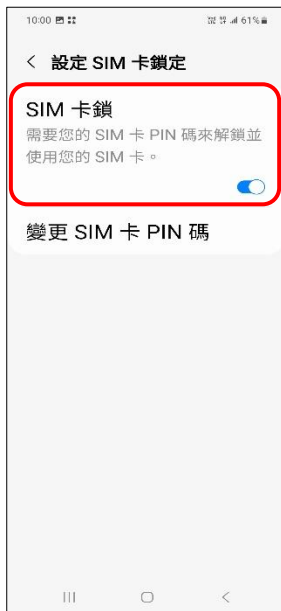 10:00
61%
設定 SIM 卡鎖定
SIM 卡鎖
需要您的 SIM 卡 PIN 碼來解鎖並
使用您的 SIM 卡。
變更 SIM 卡 PIN 碼